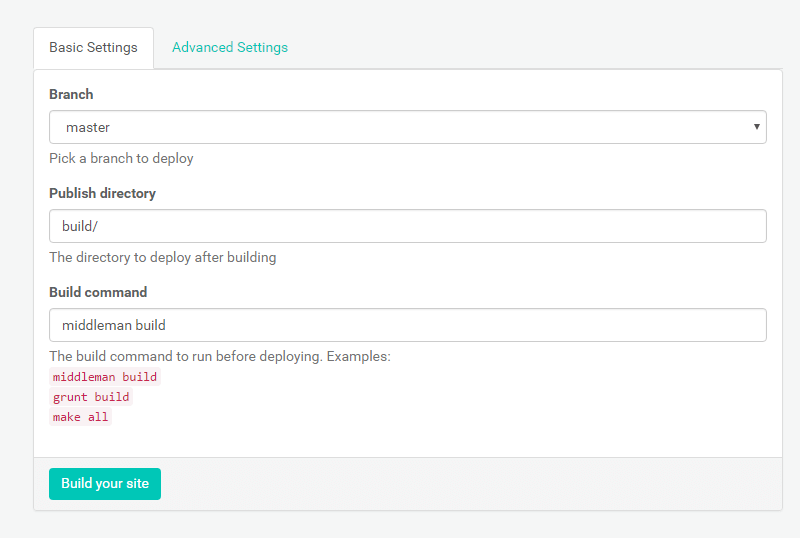 Basic Settings Advanced Settings
Branch
master
Pick a branch to deploy
Publish directory
build/
The directory to deploy after building
Build command
middleman build
The build command to run before deploying. Examples:
middleman build
grunt build
make all
Build your site